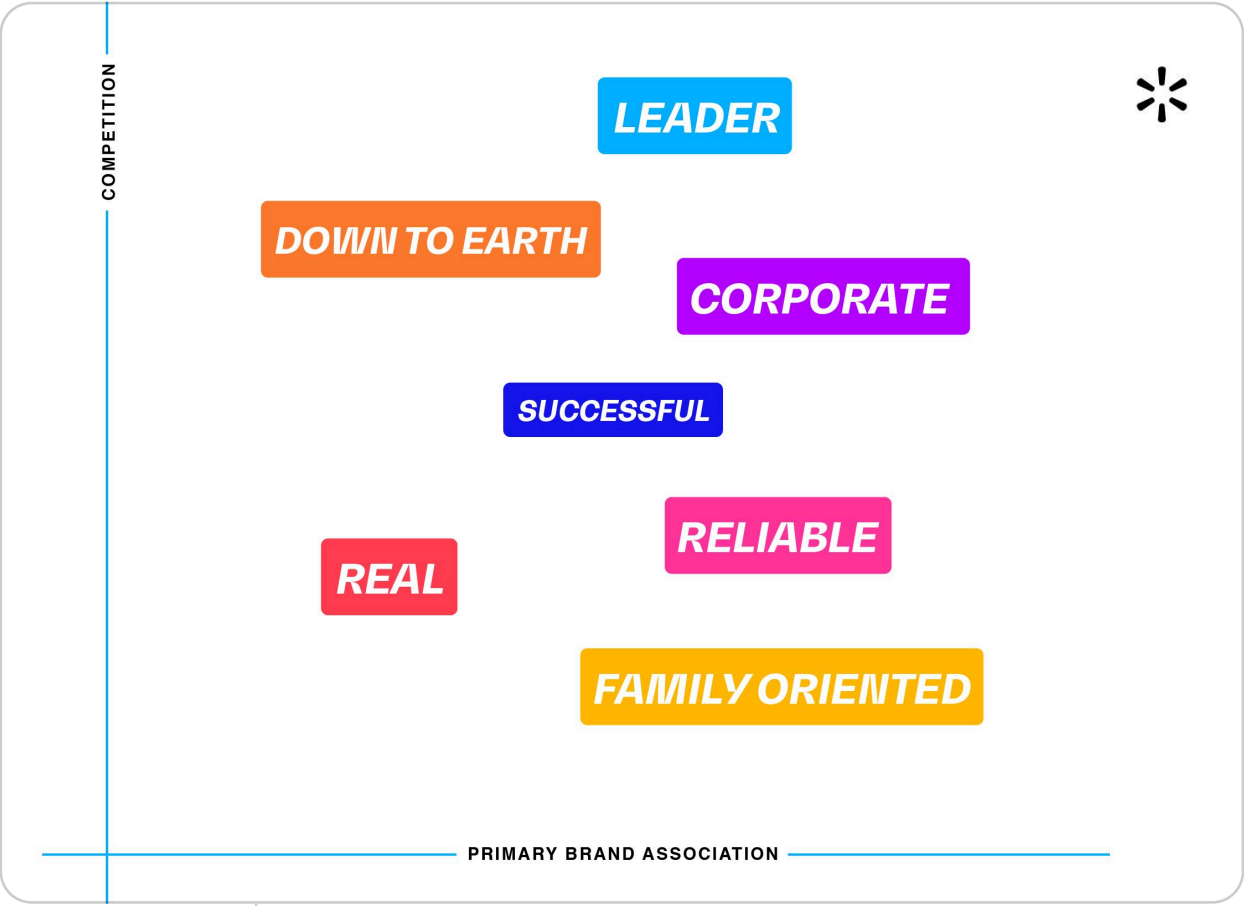 COMPETITION
LEADER
DOWN TO EARTH
CORPORATE
SUCCESSFUL
RELIABLE
REAL
FAMILY ORIENTED
PRIMARY BRAND ASSOCIATION